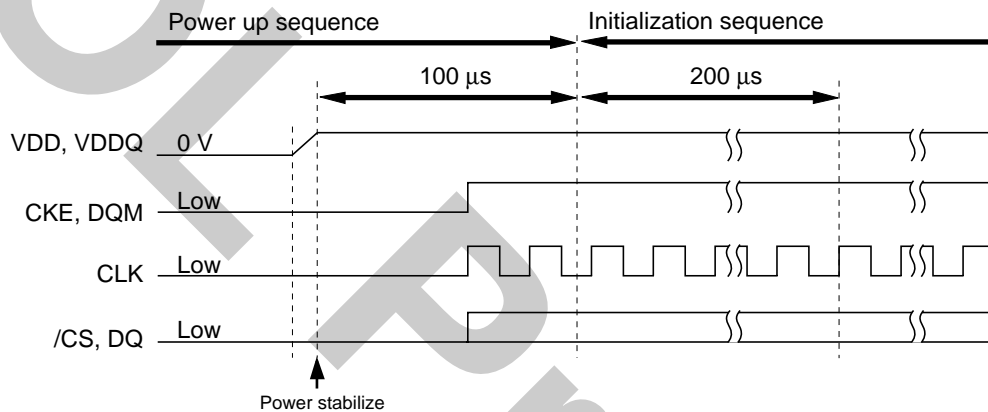 Power up sequence
Initialization sequence
100 μs
200 μs
VDD, VDDQ
0 V
CKE, DQM
Low
CLK
Low
/CS, DQ
Low
Power stabilize